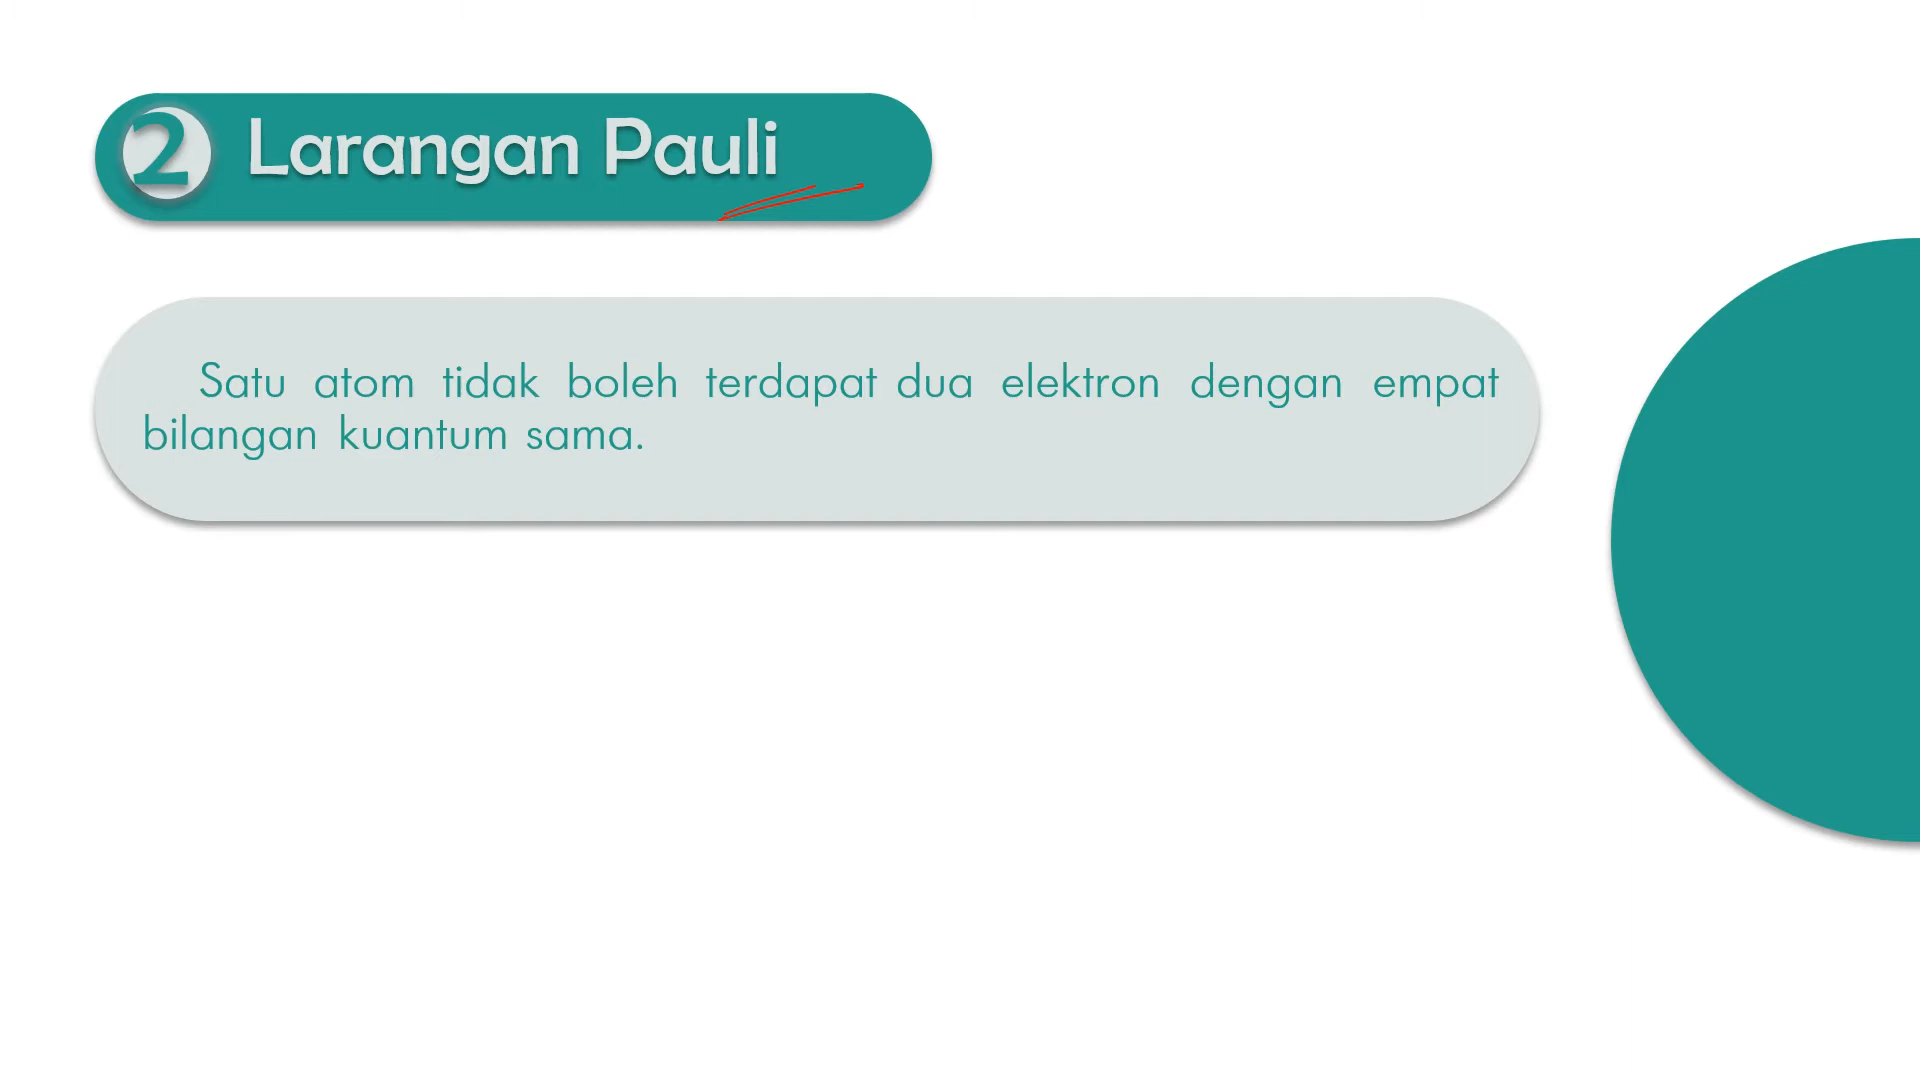 2 Larangan Pauli
Satu atom tidak boleh terdapat dua elektron dengan empat
bilangan kuantum sama.